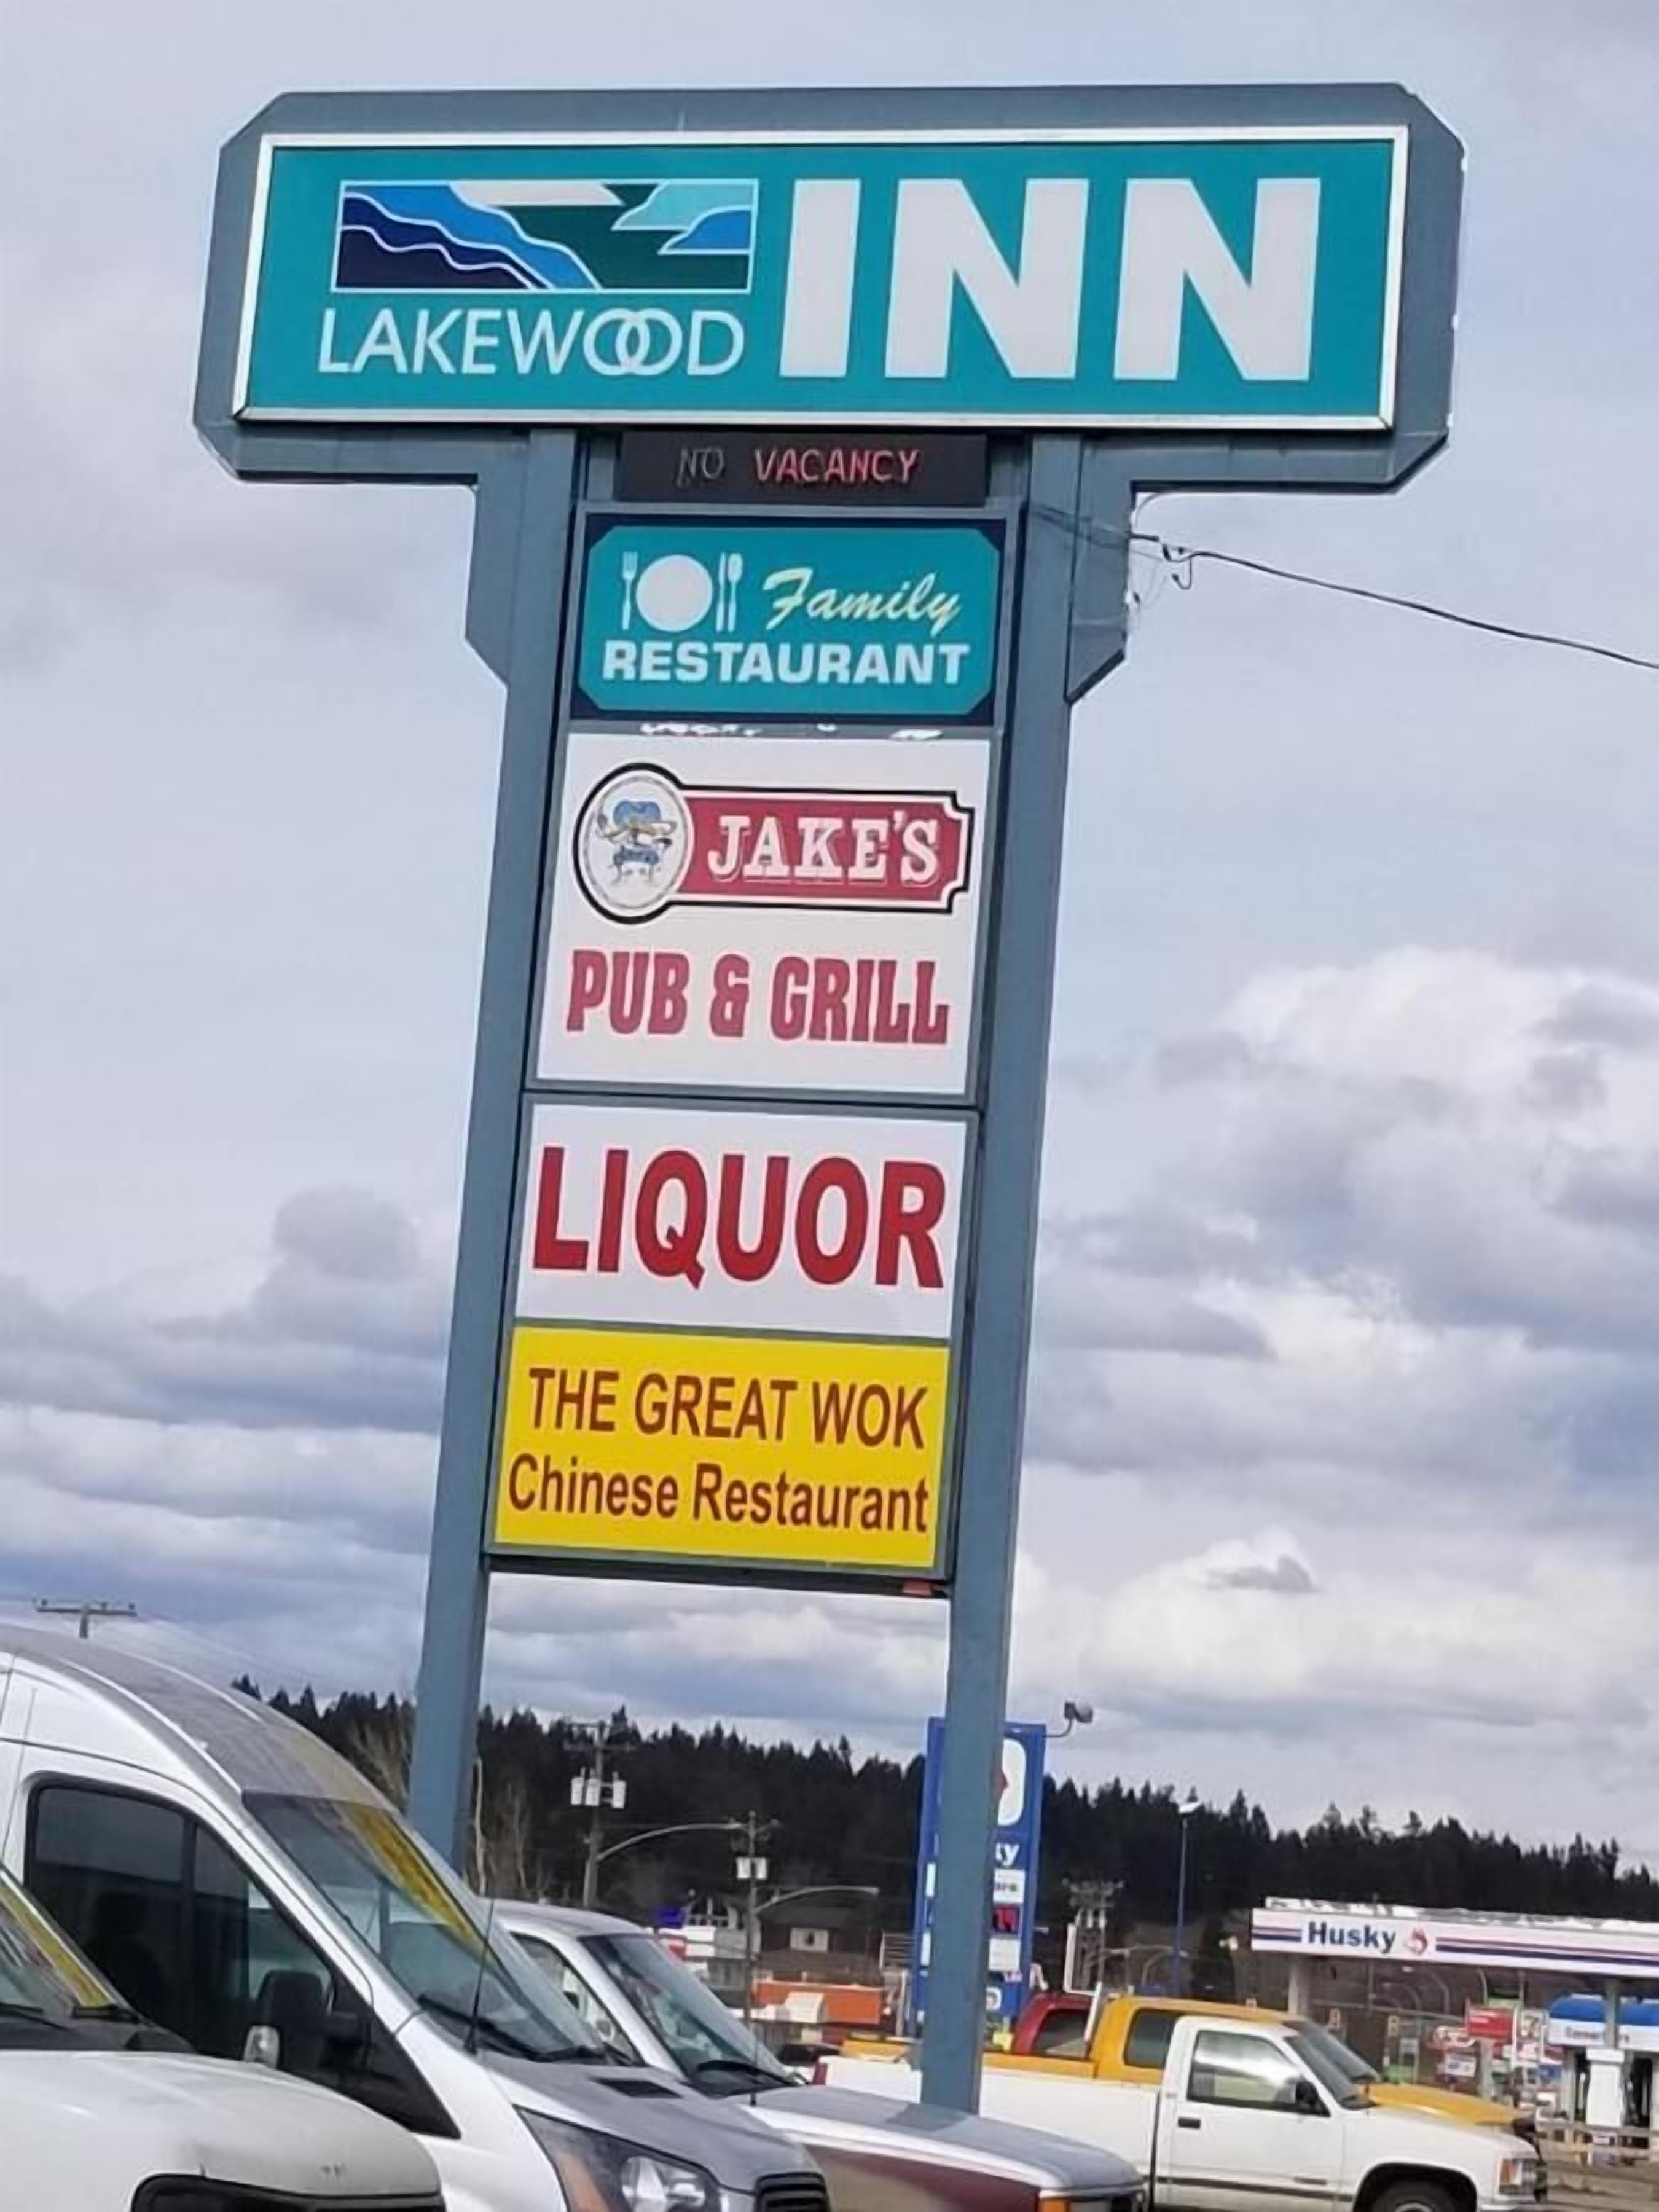 LAKEWOOD INN
NO VACANCY
Family
RESTAURANT
JAKE'S
PUB & GRILL
LIQUOR
THE GREAT WOK
Chinese Restaurant
Husky